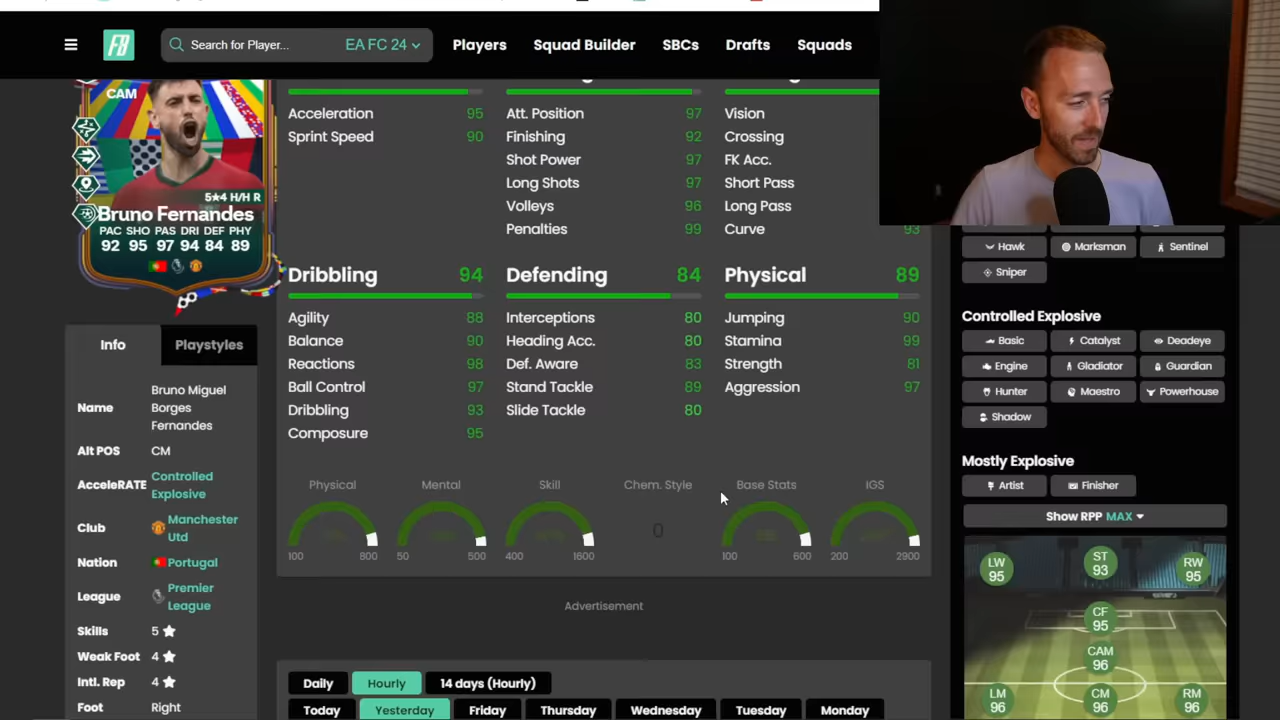 FB Search for Player... EA FC 24 Players Squad Builder SBCs Drafts Squads
CAM
5★4 H/H R
Bruno Fernandes
PAC SHO PAS DRI DEF PHY
92 95 97 94 84 89
Acceleration 95
Sprint Speed 90
Att. Position 97
Finishing 92
Shot Power 97
Long Shots 97
Volleys 96
Penalties 99
Vision
Crossing
FK Acc.
Short Pass
Long Pass
Curve 93
Dribbling 94
Agility 88
Balance 90
Reactions 98
Ball Control 97
Dribbling 93
Composure 95
Defending 84
Interceptions 80
Heading Acc. 80
Def. Aware 83
Stand Tackle 89
Slide Tackle 80
Physical 89
Jumping 90
Stamina 99
Strength 81
Aggression 97
Info Playstyles
Name Bruno Miguel
Borges
Fernandes
Alt POS CM
AcceleRATE Controlled
Explosive
Club Manchester
Utd
Nation Portugal
League Premier
League
Skills 5 ★
Weak Foot 4 ★
Intl. Rep 4 ★
Foot Right
Physical Mental Skill Chem. Style Base Stats IGS
0
100 800 50 500 400 1600 100 600 200 2900
Advertisement
Daily Hourly 14 days (Hourly)
Today Yesterday Friday Thursday Wednesday Tuesday Monday
Hawk Marksman Sentinel
Sniper
Controlled Explosive
Basic Catalyst Deadeye
Engine Gladiator Guardian
Hunter Maestro Powerhouse
Shadow
Mostly Explosive
Artist Finisher
Show RPP MAX
LW
95
ST
93
RW
95
CF
95
CAM
96
LM
96
CM
96
RM
96